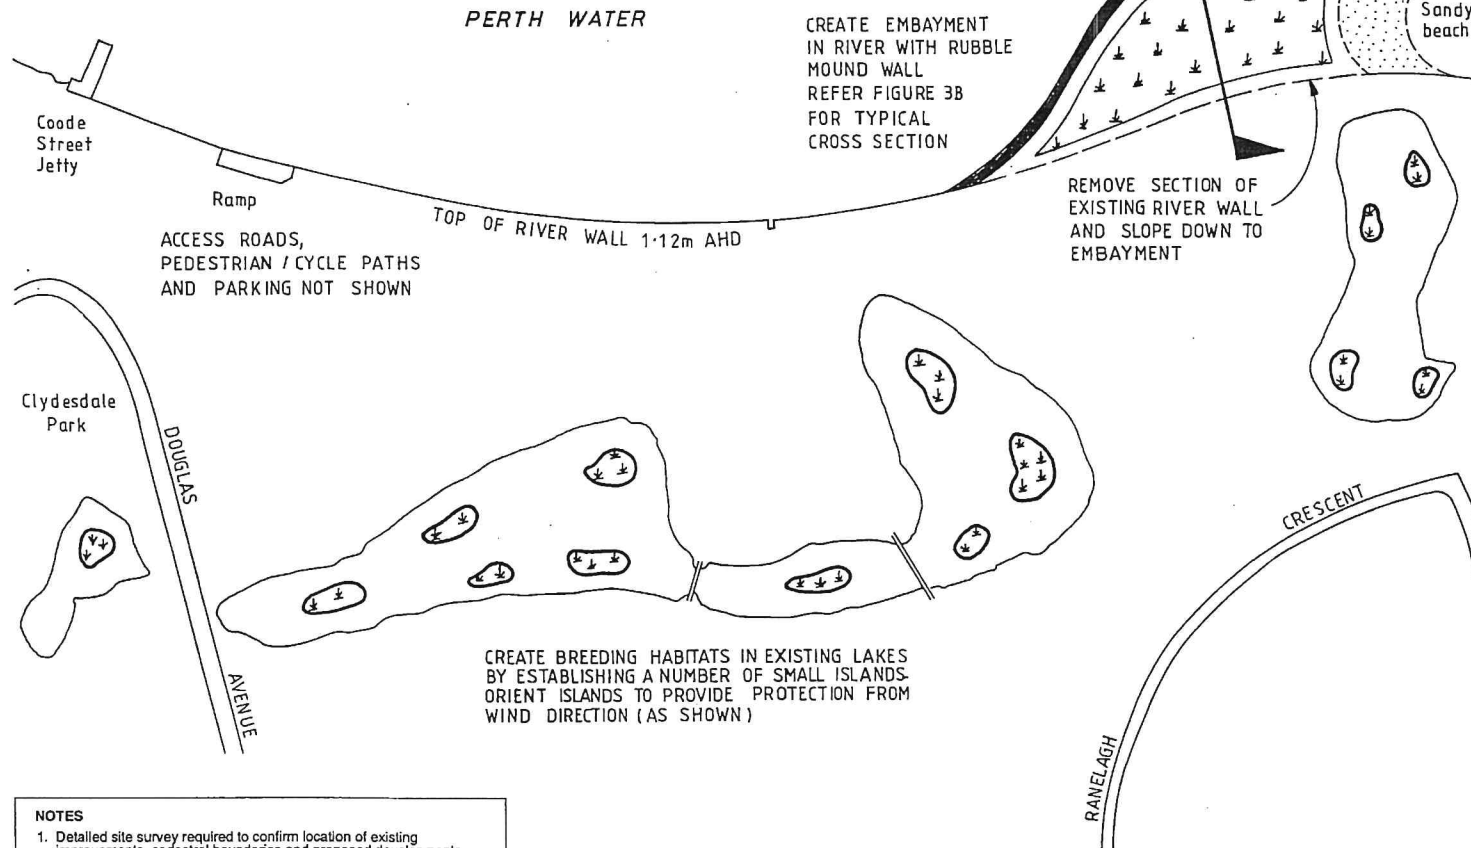 PERTH WATER
CREATE EMBAYMENT
IN RIVER WITH RUBBLE
MOUND WALL
REFER FIGURE 3B
FOR TYPICAL
CROSS SECTION
Sandy
beach
Coode
Street
Jetty
Ramp
TOP OF RIVER WALL 1·12m AHD
ACCESS ROADS,
PEDESTRIAN / CYCLE PATHS
AND PARKING NOT SHOWN
REMOVE SECTION OF
EXISTING RIVER WALL
AND SLOPE DOWN TO
EMBAYMENT
Clydesdale
Park
DOUGLAS
AVENUE
CRESCENT
RANELAGH
CREATE BREEDING HABITATS IN EXISTING LAKES
BY ESTABLISHING A NUMBER OF SMALL ISLANDS-
ORIENT ISLANDS TO PROVIDE PROTECTION FROM
WIND DIRECTION (AS SHOWN)
NOTES
1. Detailed site survey required to confirm location of existing